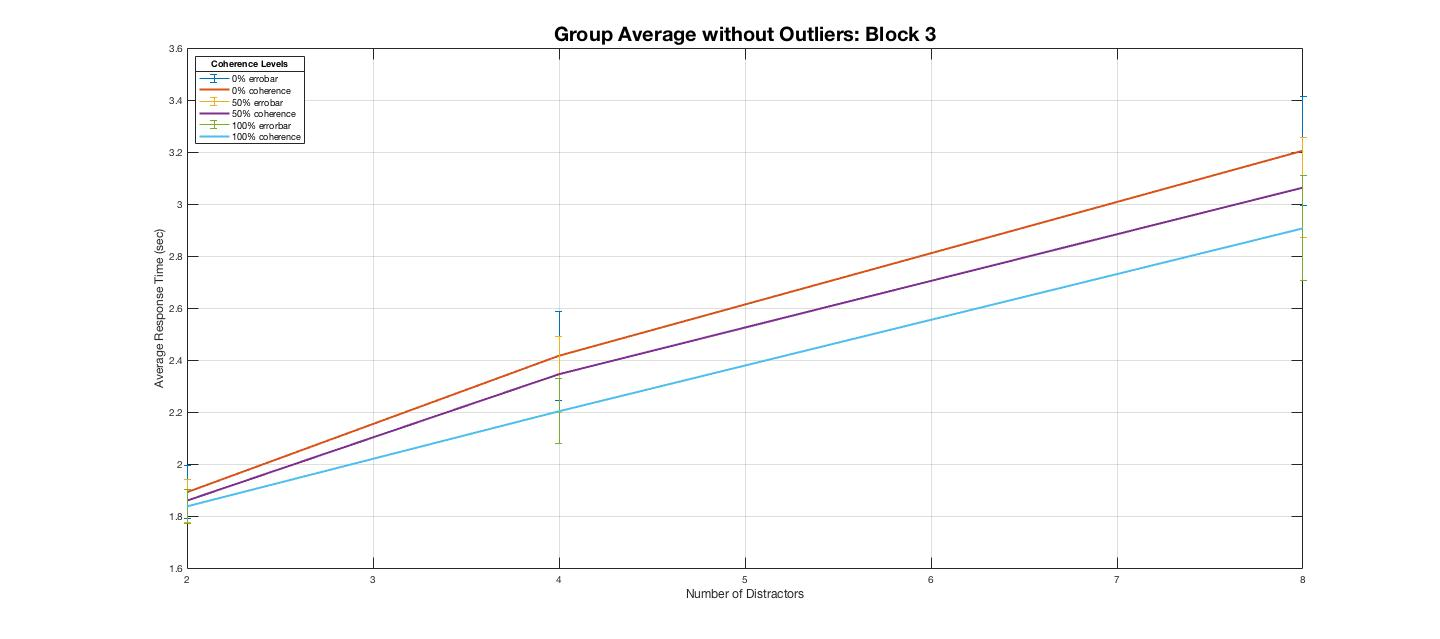 Group Average without Outliers: Block 3
3.6
3.4
3.2
3
2.8
2.6
2.4
2.2
2
1.8
1.6
Average Response Time (sec)
Coherence Levels
0% errobar
0% coherence
50% errobar
50% coherence
100% errorbar
100% coherence
2 3 4 5 6 7 8
Number of Distractors